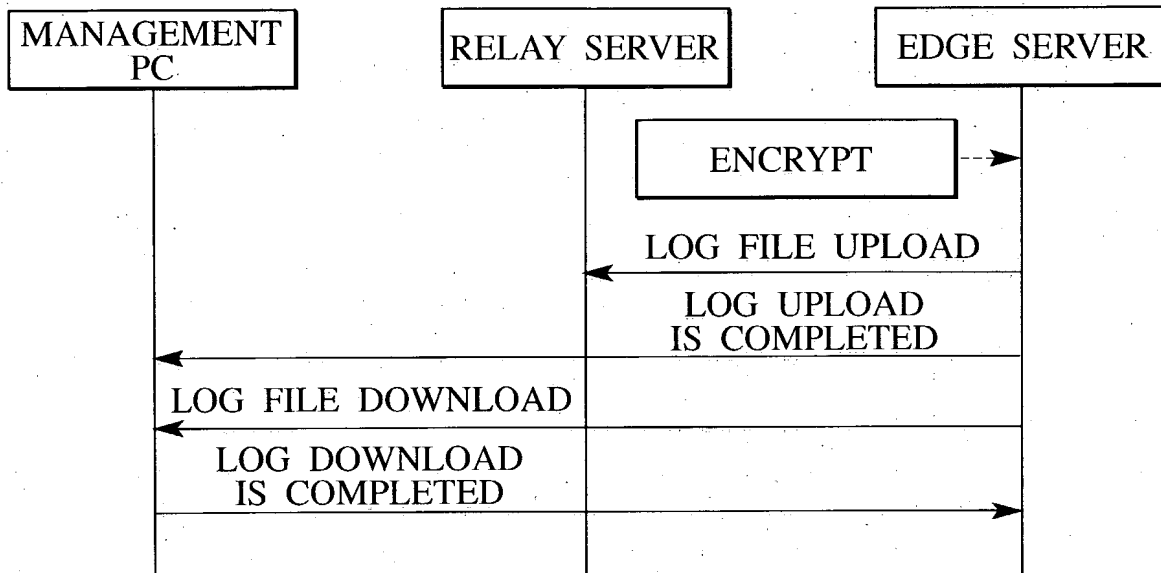 MANAGEMENT
PC
RELAY SERVER
EDGE SERVER
ENCRYPT
LOG FILE UPLOAD
LOG UPLOAD
IS COMPLETED
LOG FILE DOWNLOAD
LOG DOWNLOAD
IS COMPLETED